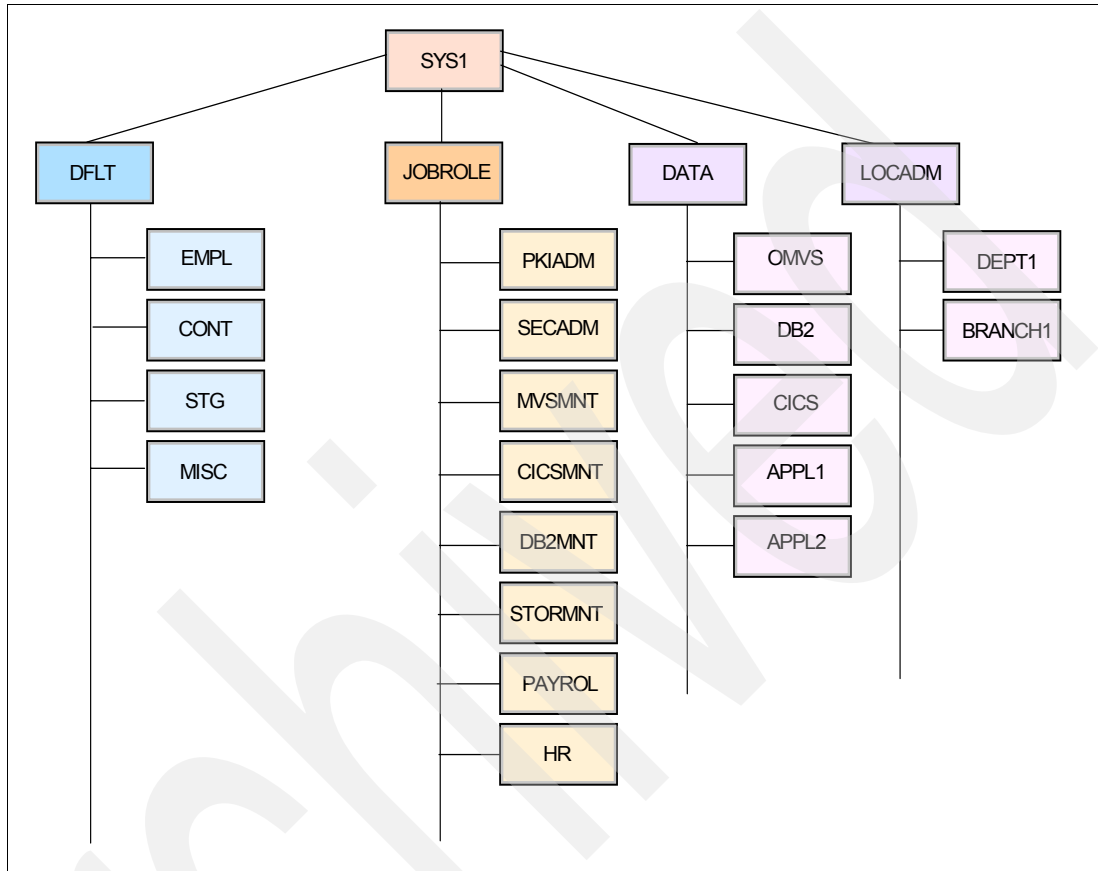 SYS1
DFLT
JOBROLE
DATA
LOCADM
EMPL
CONT
STG
MISC
PKIADM
SECADM
MVSMNT
CICSMNT
DB2MNT
STORMNT
PAYROL
HR
OMVS
DB2
CICS
APPL1
APPL2
DEPT1
BRANCH1